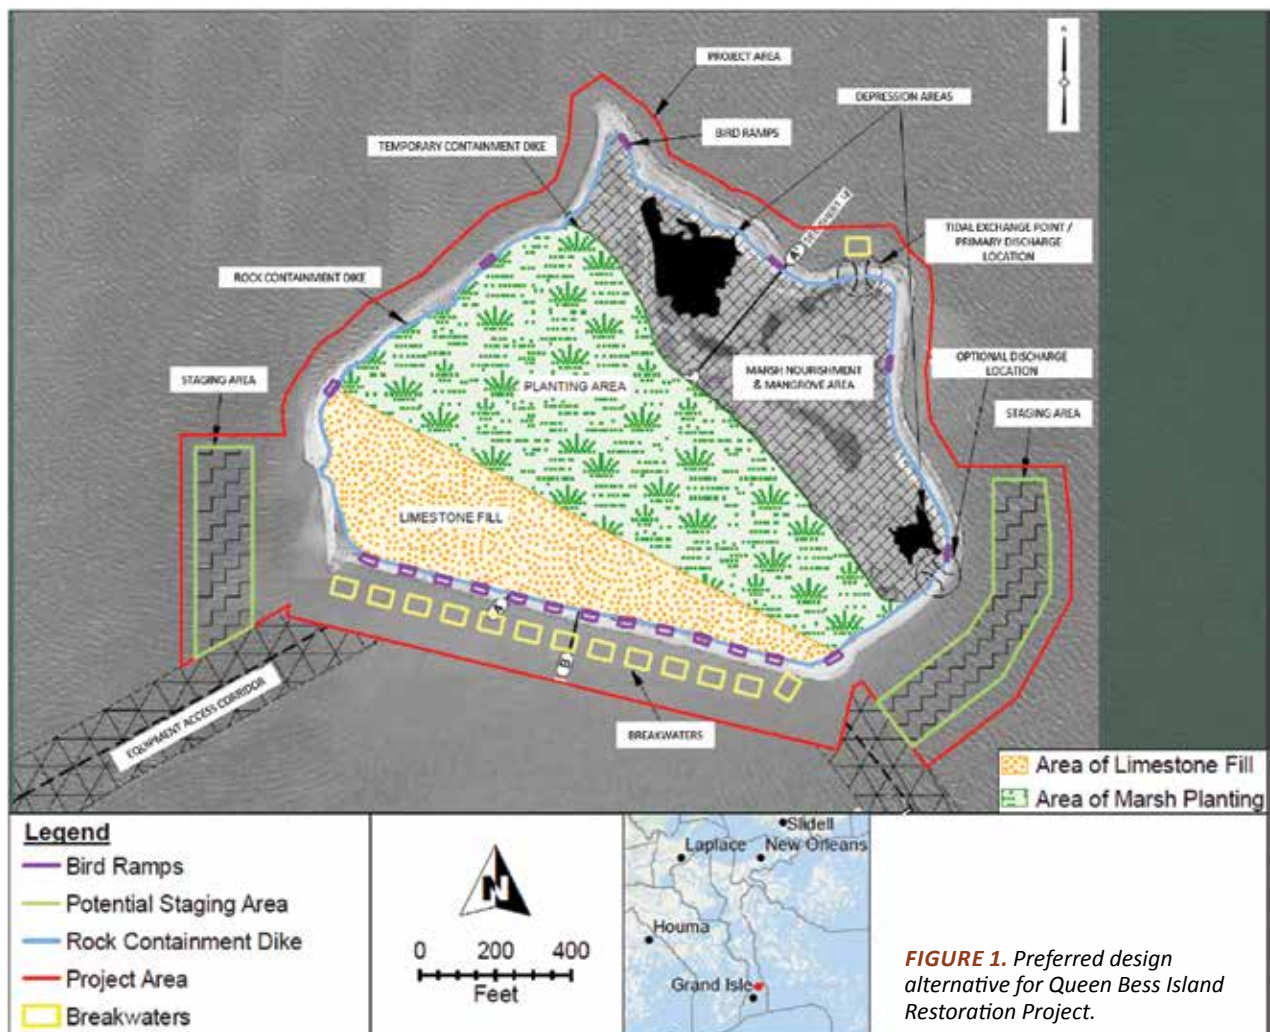 PROJECT AREA
DEPRESSION AREAS
BIRD RAMPS
TEMPORARY CONTAINMENT DIKE
TIDAL EXCHANGE POINT /
PRIMARY DISCHARGE
LOCATION
ROCK CONTAINMENT DIKE
OPTIONAL DISCHARGE
LOCATION
STAGING AREA
MARSH NOURISHMENT
& MANGROVE AREA
PLANTING AREA
STAGING AREA
LIMESTONE FILL
A'
A
B
EQUIPMENT ACCESS CORRIDOR
BREAKWATERS
Area of Limestone Fill
Area of Marsh Planting
Legend
Bird Ramps
Potential Staging Area
Rock Containment Dike
Project Area
Breakwaters
N
0 200 400
Feet
Slidell
Laplace
New Orleans
Houma
Grand Isle
FIGURE 1. Preferred design
alternative for Queen Bess Island
Restoration Project.